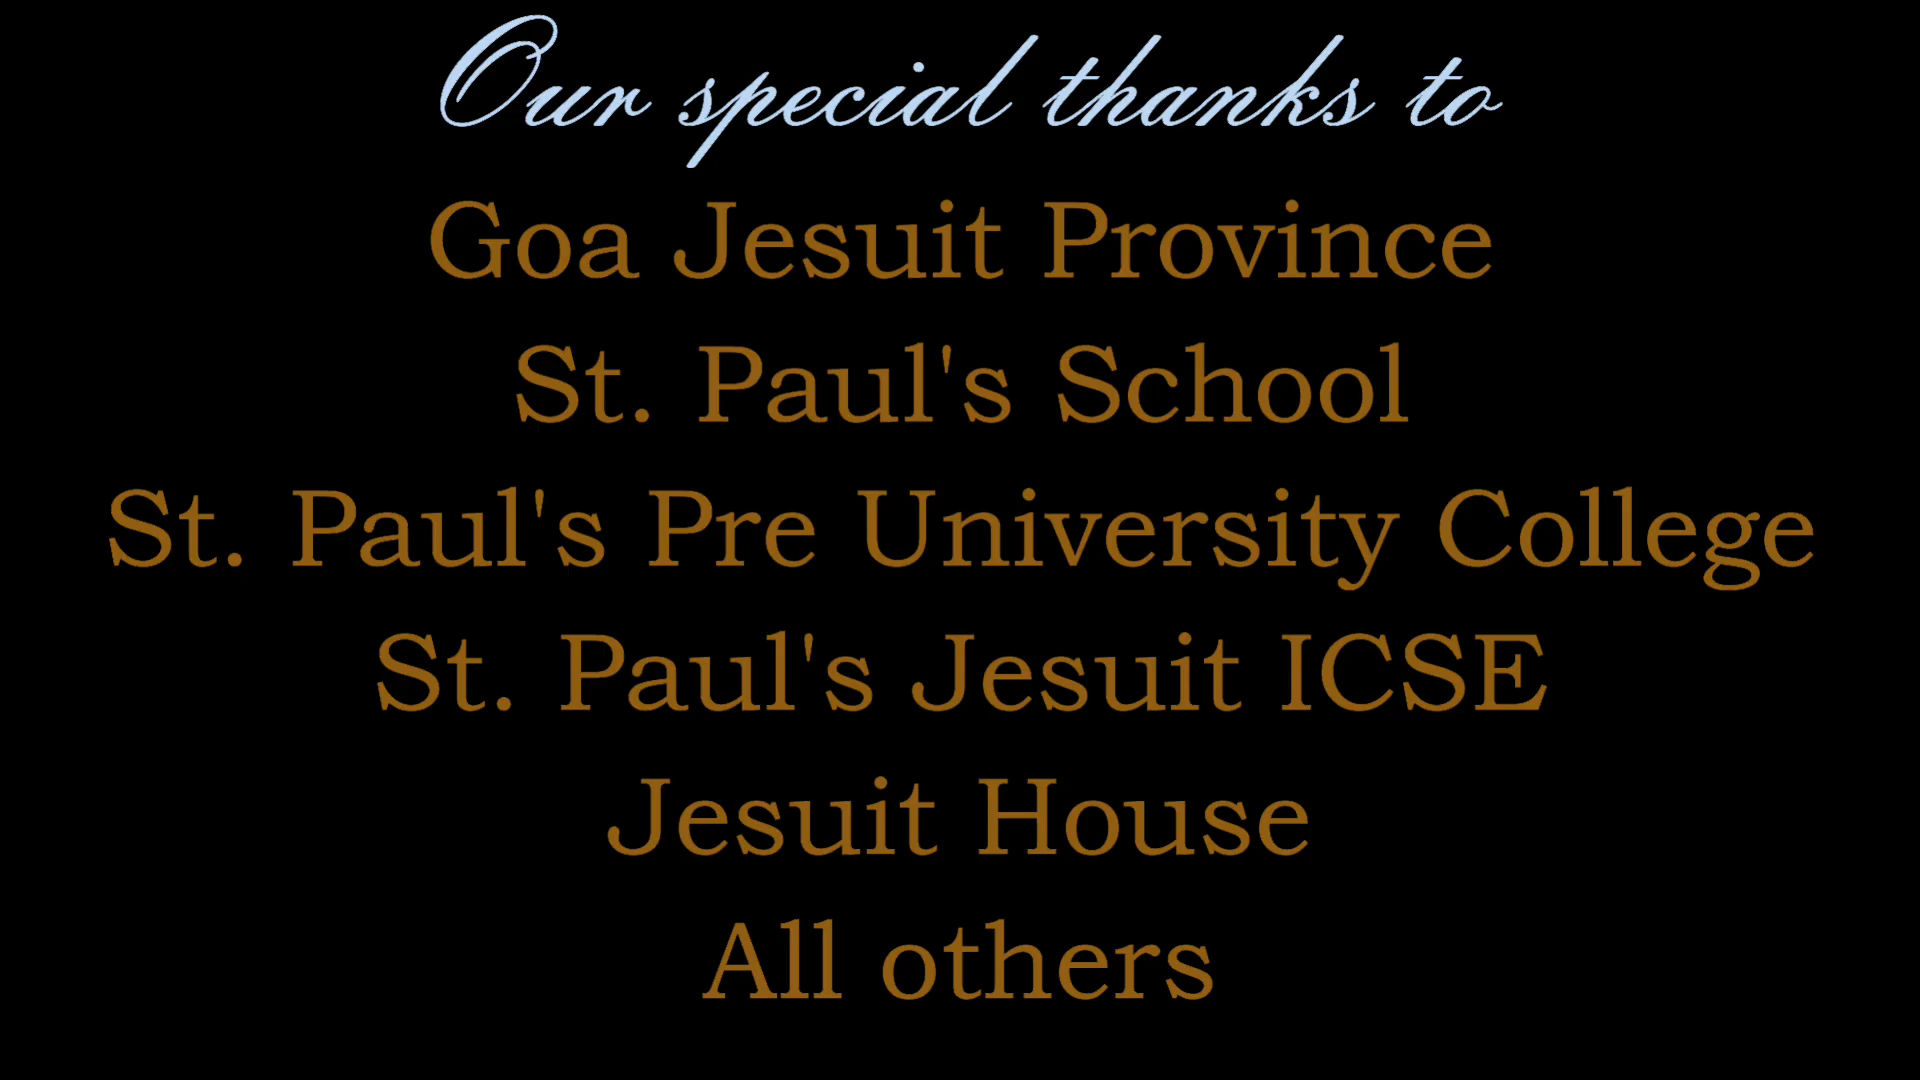 Our special thanks to
Goa Jesuit Province
St. Paul's School
St. Paul's Pre University College
St. Paul's Jesuit ICSE
Jesuit House
All others